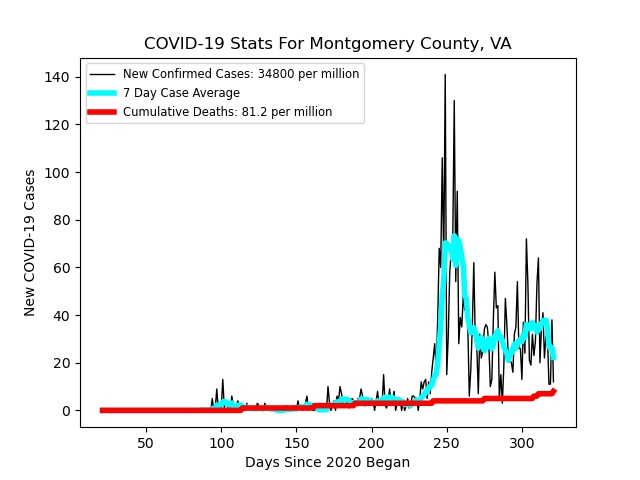 COVID-19 Stats For Montgomery County, VA
New Confirmed Cases: 34800 per million
7 Day Case Average
Cumulative Deaths: 81.2 per million
New COVID-19 Cases
140
120
100
80
60
40
20
0
50 100 150 200 250 300
Days Since 2020 Began